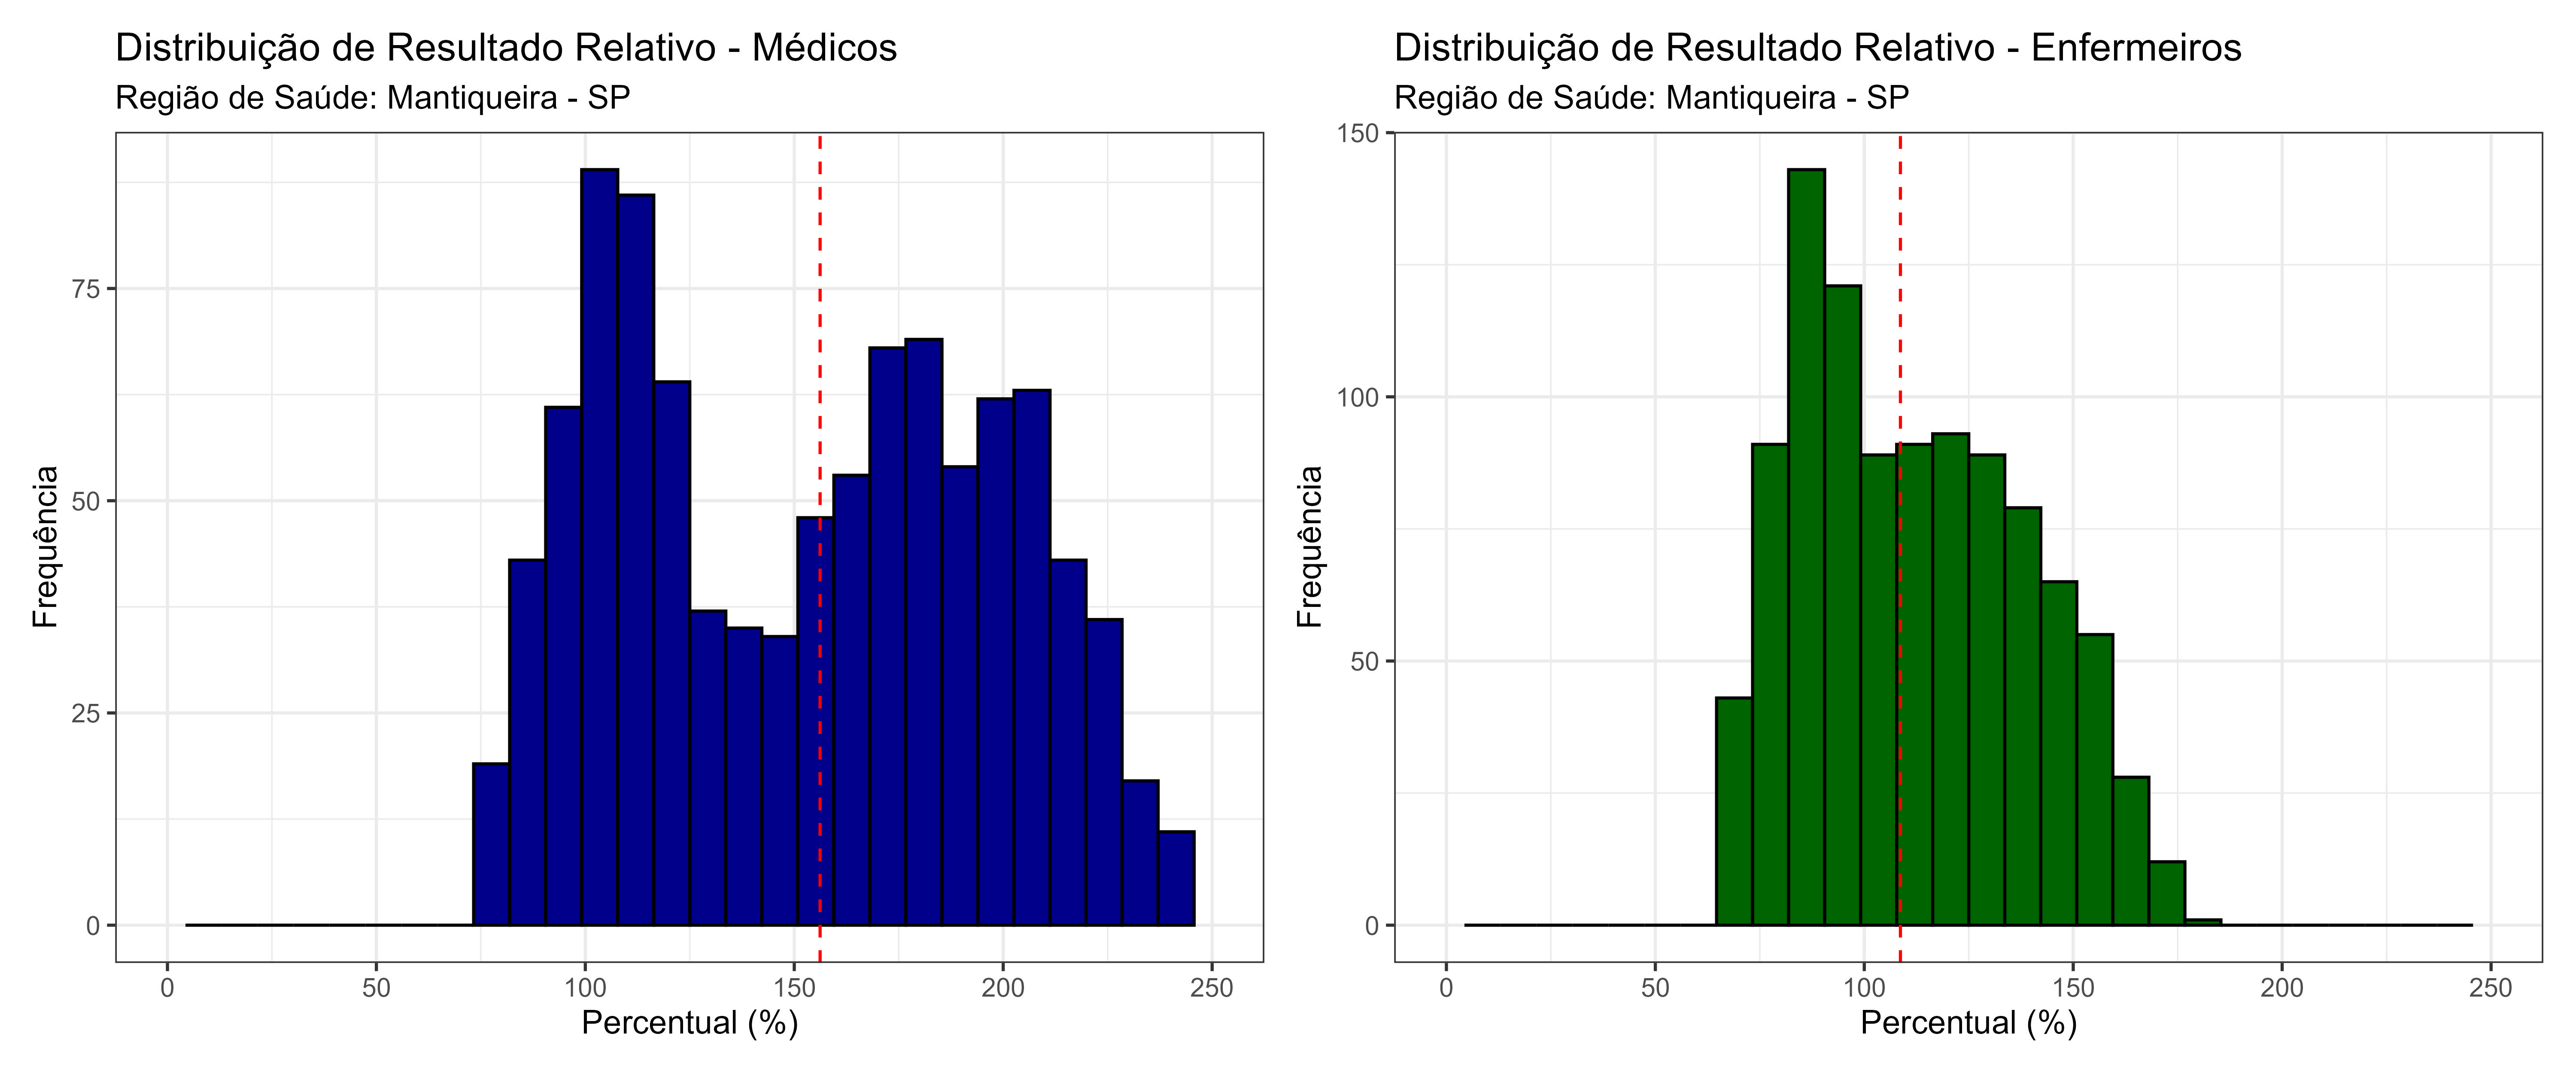 Distribuição de Resultado Relativo - Médicos
Região de Saúde: Mantiqueira - SP
Frequência
75
50
25
0
0 50 100 150 200 250
Percentual (%)
Distribuição de Resultado Relativo - Enfermeiros
Região de Saúde: Mantiqueira - SP
Frequência
150
100
50
0
0 50 100 150 200 250
Percentual (%)